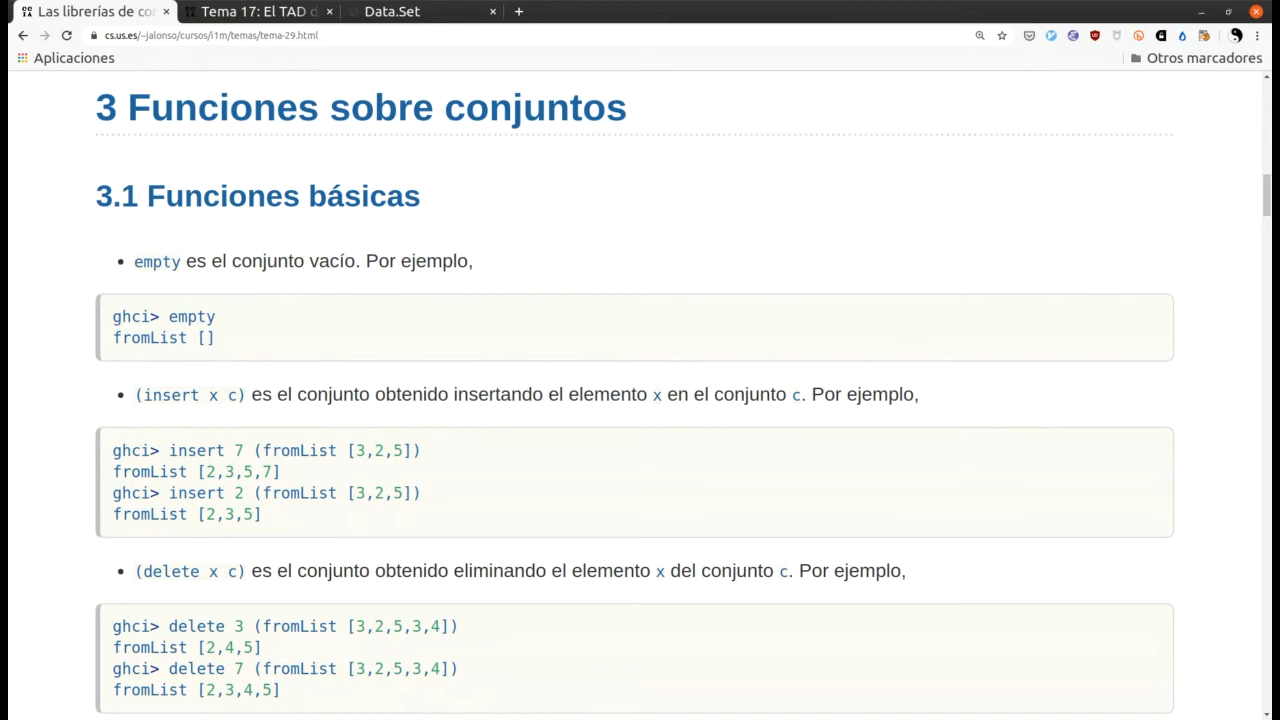 Las librerías de cor
Tema 17: El TAD d
Data.Set
cs.us.es/~jalonso/cursos/i1m/temas/tema-29.html
Aplicaciones
Otros marcadores
3 Funciones sobre conjuntos
3.1 Funciones básicas
• empty es el conjunto vacío. Por ejemplo,
ghci> empty
fromList []
• (insert x c) es el conjunto obtenido insertando el elemento x en el conjunto c. Por ejemplo,
ghci> insert 7 (fromList [3,2,5])
fromList [2,3,5,7]
ghci> insert 2 (fromList [3,2,5])
fromList [2,3,5]
• (delete x c) es el conjunto obtenido eliminando el elemento x del conjunto c. Por ejemplo,
ghci> delete 3 (fromList [3,2,5,3,4])
fromList [2,4,5]
ghci> delete 7 (fromList [3,2,5,3,4])
fromList [2,3,4,5]